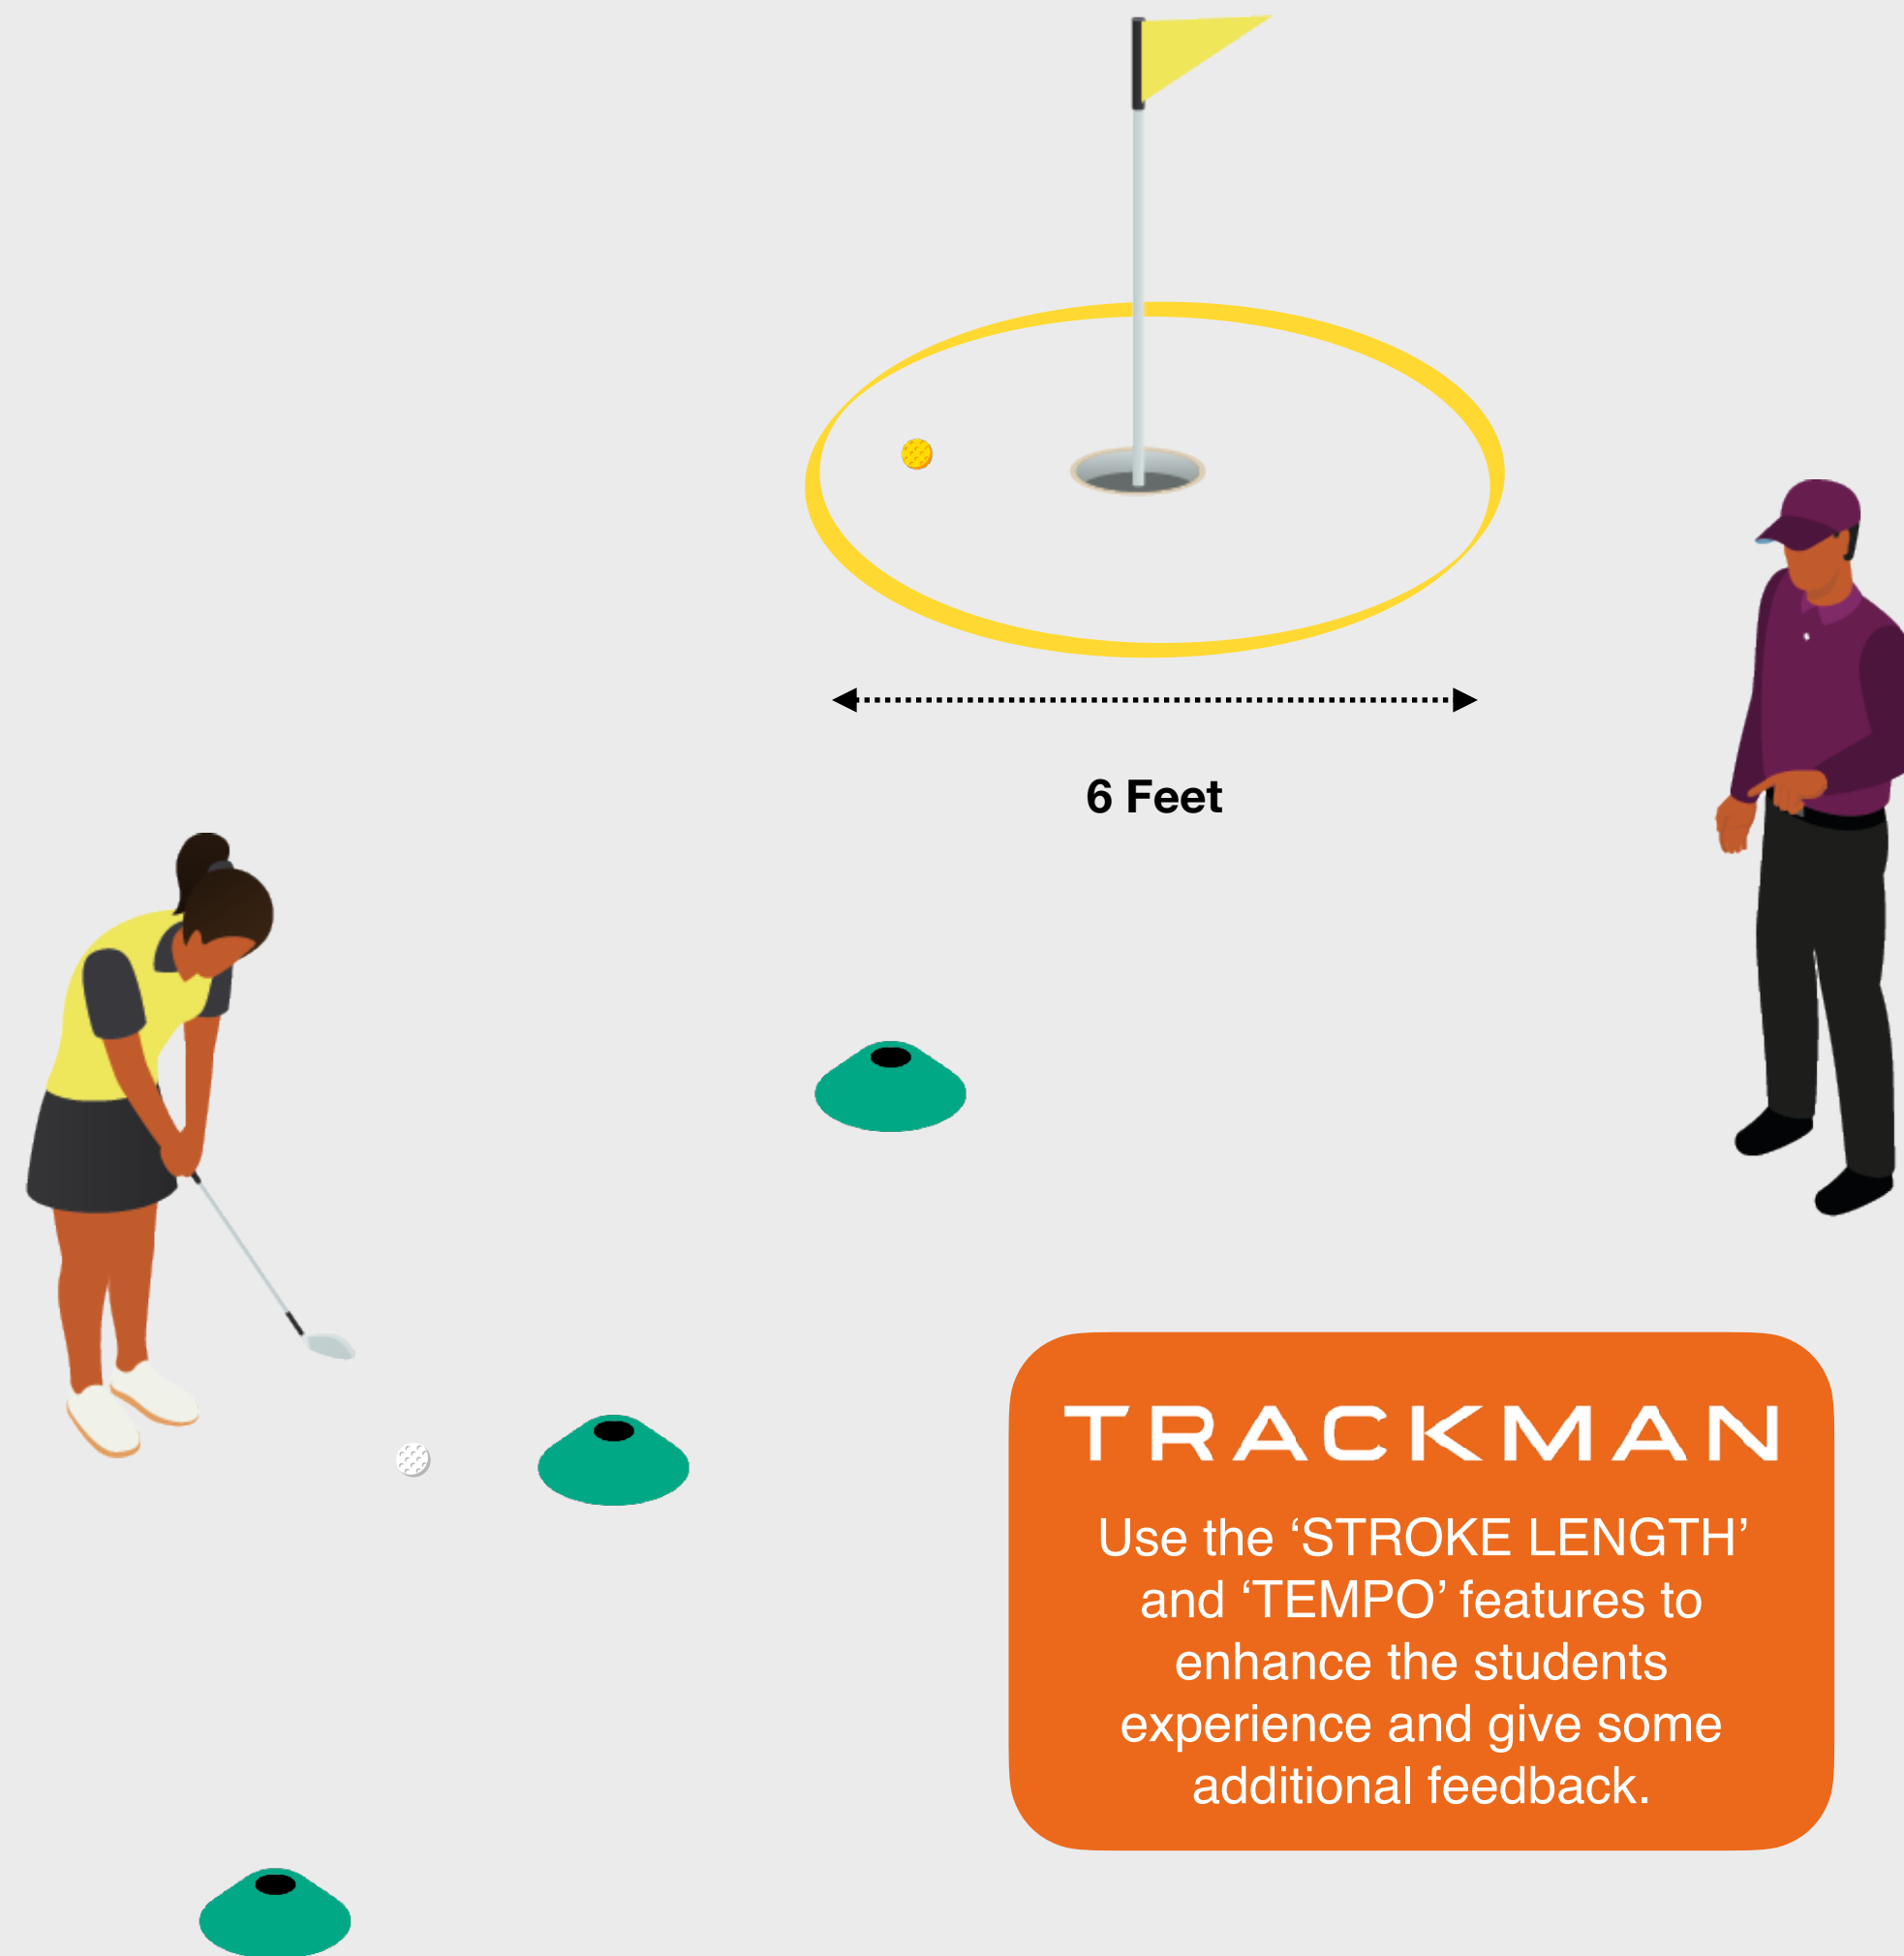 6 Feet
TRACKMAN
Use the ‘STROKE LENGTH’
and ‘TEMPO’ features to
enhance the students
experience and give some
additional feedback.